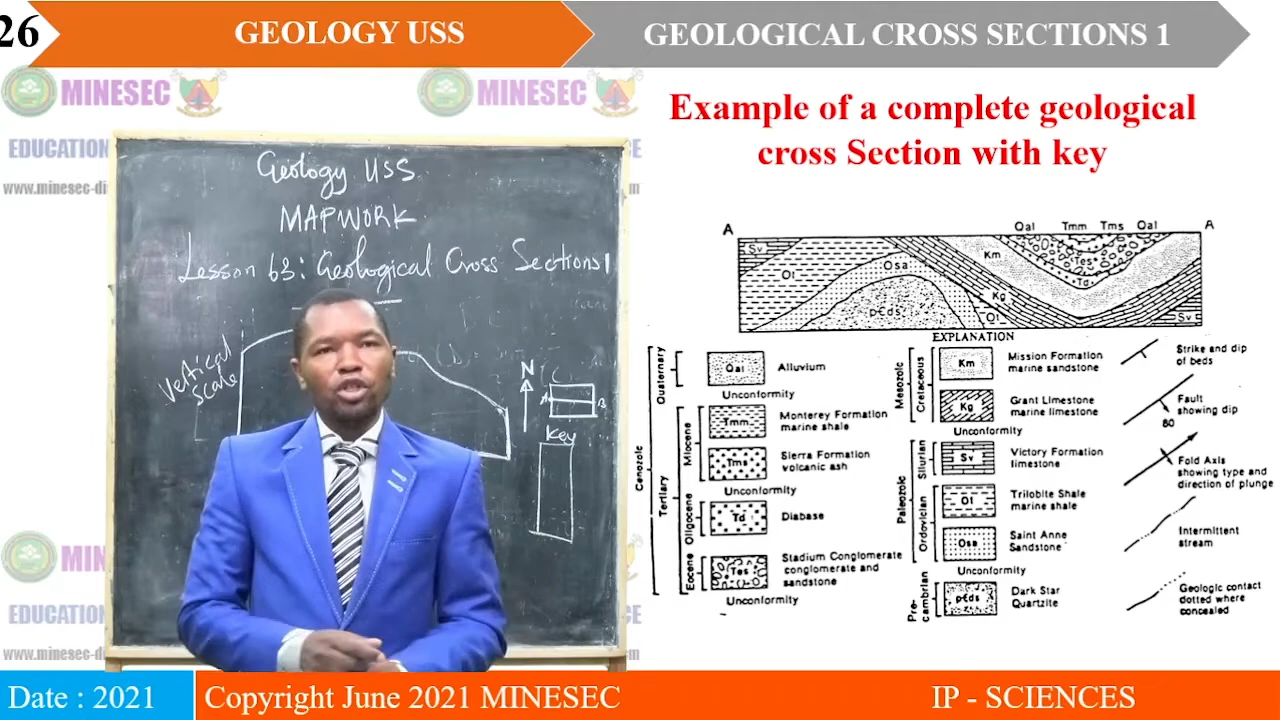 26
GEOLOGY USS
GEOLOGICAL CROSS SECTIONS 1
MINESEC
MINESEC
EDUCATION
www.minesec-di
Geology USS
MAPWORK
Lesson 63: Geological Cross Sections 1
Vertical
scale
N
A
B
Key
MIN
EDUCATION
www.minesec-di
Example of a complete geological
cross Section with key
A
Qal Tmm Tms Qal
A
Sv
Ol
Osa
p€ds
Km
Tes
Td
Kg
Ol
Sv
EXPLANATION
Cenozoic
Quaternary
Qal
Alluvium
Unconformity
Tertiary
Miocene
Tmm
Monterey Formation
marine shale
Tms
Sierra Formation
volcanic ash
Unconformity
Oligocene
Td
Diabase
Eocene
Tes
Stadium Conglomerate
conglomerate and
sandstone
Unconformity
Mesozoic
Cretaceous
Km
Mission Formation
marine sandstone
Kg
Grant Limestone
marine limestone
Unconformity
Paleozoic
Silurian
Sv
Victory Formation
limestone
Ordovician
Ol
Trilobite Shale
marine shale
Osa
Saint Anne
Sandstone
Unconformity
Pre-
cambrian
p€ds
Dark Star
Quartzite
Strike and dip
of beds
Fault
showing dip
80
Fold Axis
showing type and
direction of plunge
Intermittent
stream
Geologic contact
dotted where
concealed
Date : 2021
Copyright June 2021 MINESEC
IP - SCIENCES